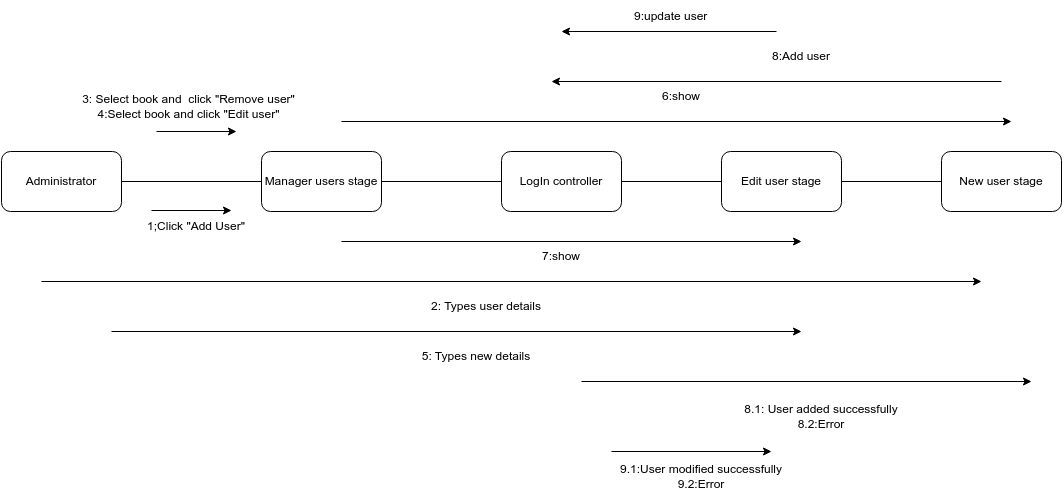 9:update user
8:Add user
6:show
3: Select book and  click "Remove user"
4:Select book and click "Edit user"
Administrator
Manager users stage
LogIn controller
Edit user stage
New user stage
1;Click "Add User"
7:show
2: Types user details
5: Types new details
8.1: User added successfully
8.2:Error
9.1:User modified successfully
9.2:Error